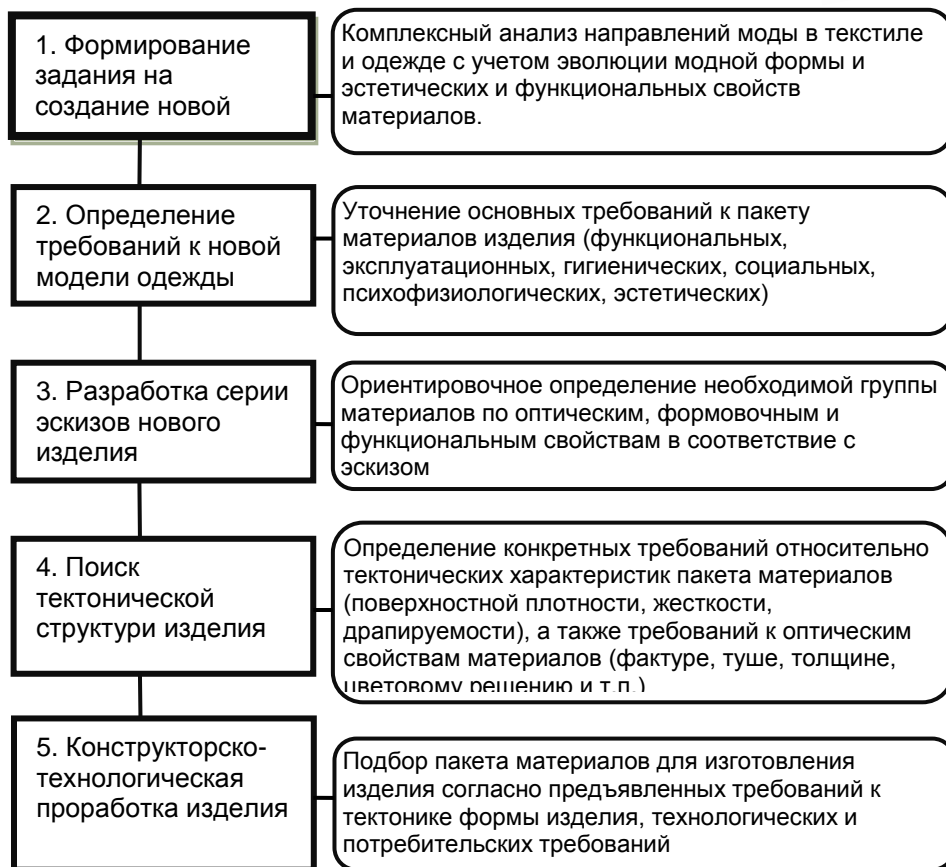 1. Формирование
задания на
создание новой
Комплексный анализ направлений моды в текстиле
и одежде с учетом эволюции модной формы и
эстетических и функциональных свойств
материалов.
2. Определение
требований к новой
модели одежды
Уточнение основных требований к пакету
материалов изделия (функциональных,
эксплуатационных, гигиенических, социальных,
психофизиологических, эстетических)
3. Разработка серии
эскизов нового
изделия
Ориентировочное определение необходимой группы
материалов по оптическим, формовочным и
функциональным свойствам в соответствие с
эскизом
4. Поиск
тектонической
структури изделия
Определение конкретных требований относительно
тектонических характеристик пакета материалов
(поверхностной плотности, жесткости,
драпируемости), а также требований к оптическим
свойствам материалов (фактуре, туше, толщине,
цветовому решению и т.п.)
5. Конструкторско-
технологическая
проработка изделия
Подбор пакета материалов для изготовления
изделия согласно предъявленных требований к
тектонике формы изделия, технологических и
потребительских требований